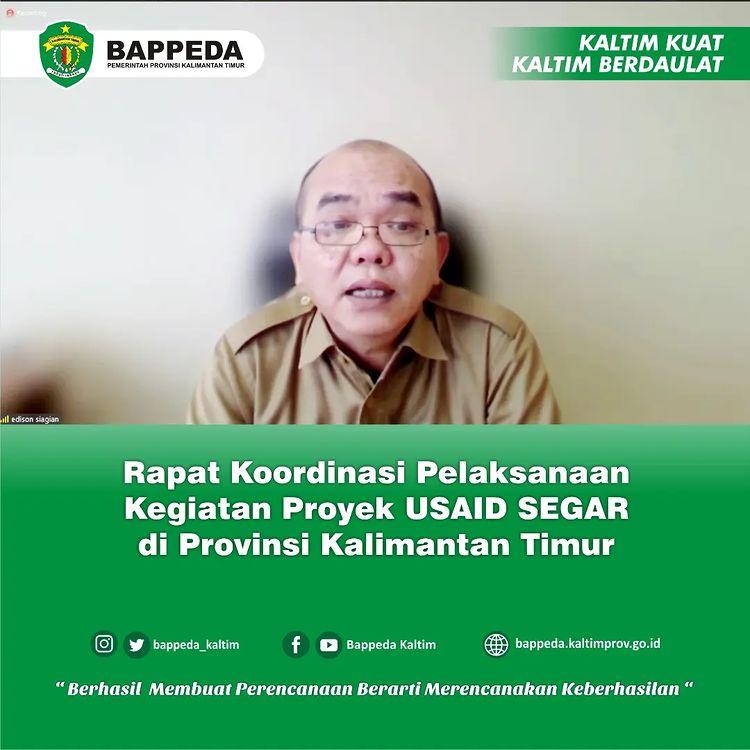 Recording
BAPPEDA
PEMERINTAH PROVINSI KALIMANTAN TIMUR
KALTIM KUAT
KALTIM BERDAULAT
edison siagian
Rapat Koordinasi Pelaksanaan
Kegiatan Proyek USAID SEGAR
di Provinsi Kalimantan Timur
bappeda_kaltim
Bappeda Kaltim
bappeda.kaltimprov.go.id
“ Berhasil Membuat Perencanaan Berarti Merencanakan Keberhasilan “